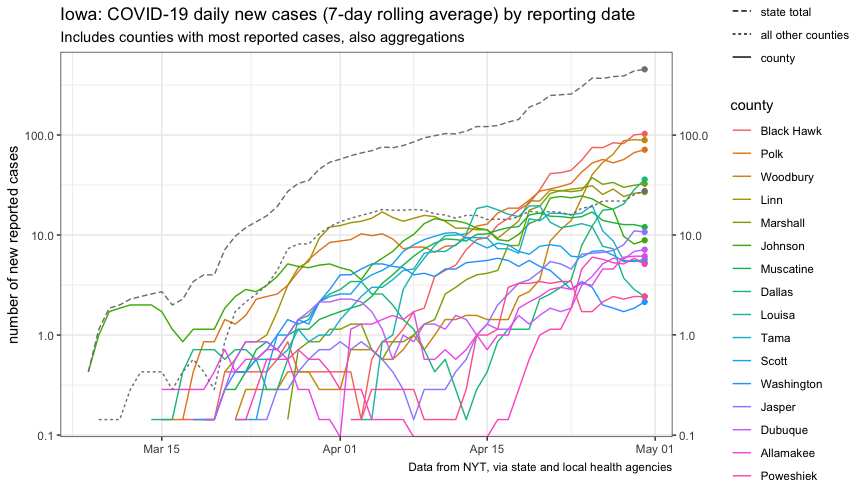 Iowa: COVID-19 daily new cases (7-day rolling average) by reporting date
Includes counties with most reported cases, also aggregations
number of new reported cases
100.0
10.0
1.0
0.1
100.0
10.0
1.0
0.1
Mar 15
Apr 01
Apr 15
May 01
Data from NYT, via state and local health agencies
state total
all other counties
county
county
Black Hawk
Polk
Woodbury
Linn
Marshall
Johnson
Muscatine
Dallas
Louisa
Tama
Scott
Washington
Jasper
Dubuque
Allamakee
Poweshiek